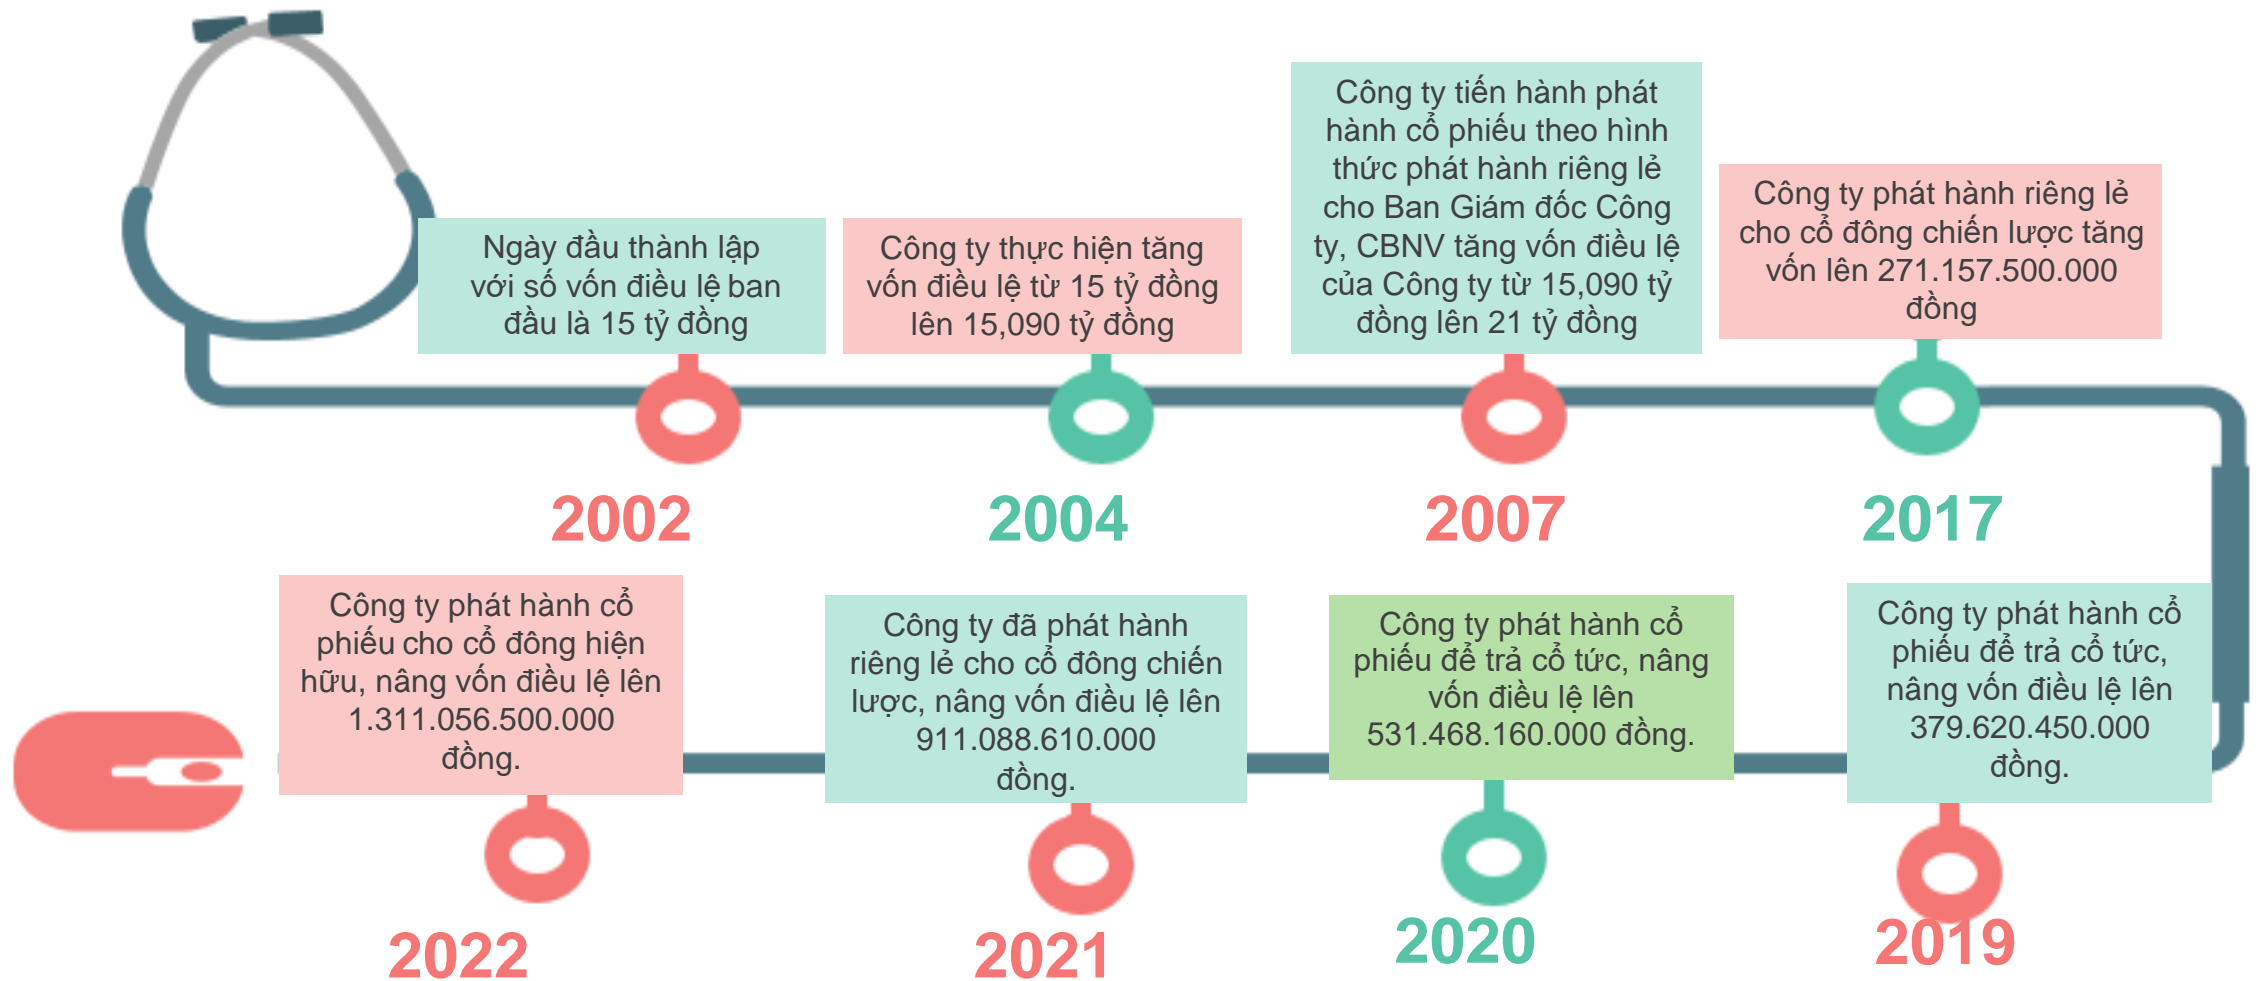 Ngày đầu thành lập
với số vốn điều lệ ban
đầu là 15 tỷ đồng
2002
Công ty thực hiện tăng
vốn điều lệ từ 15 tỷ đồng
lên 15,090 tỷ đồng
2004
Công ty tiến hành phát
hành cổ phiếu theo hình
thức phát hành riêng lẻ
cho Ban Giám đốc Công
ty, CBNV tăng vốn điều lệ
của Công ty từ 15,090 tỷ
đồng lên 21 tỷ đồng
2007
Công ty phát hành riêng lẻ
cho cổ đông chiến lược tăng
vốn lên 271.157.500.000
đồng
2017
Công ty phát hành cổ
phiếu để trả cổ tức,
nâng vốn điều lệ lên
379.620.450.000
đồng.
2019
Công ty phát hành cổ
phiếu để trả cổ tức, nâng
vốn điều lệ lên
531.468.160.000 đồng.
2020
Công ty đã phát hành
riêng lẻ cho cổ đông chiến
lược, nâng vốn điều lệ lên
911.088.610.000
đồng.
2021
Công ty phát hành cổ
phiếu cho cổ đông hiện
hữu, nâng vốn điều lệ lên
1.311.056.500.000
đồng.
2022